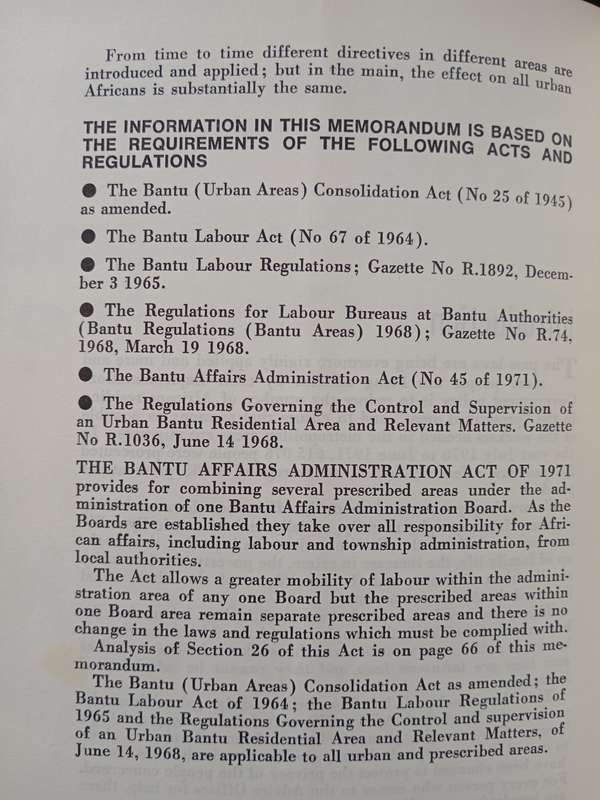 From time to time different directives in different areas are
introduced and applied; but in the main, the effect on all urban
Africans is substantially the same.
THE INFORMATION IN THIS MEMORANDUM IS BASED ON
THE REQUIREMENTS OF THE FOLLOWING ACTS AND
REGULATIONS
● The Bantu (Urban Areas) Consolidation Act (No 25 of 1945)
as amended.
● The Bantu Labour Act (No 67 of 1964).
● The Bantu Labour Regulations; Gazette No R.1892, Decem-
ber 3 1965.
● The Regulations for Labour Bureaus at Bantu Authorities
(Bantu Regulations (Bantu Areas) 1968); Gazette No R.74,
1968, March 19 1968.
● The Bantu Affairs Administration Act (No 45 of 1971).
● The Regulations Governing the Control and Supervision of
an Urban Bantu Residential Area and Relevant Matters. Gazette
No R.1036, June 14 1968.
THE BANTU AFFAIRS ADMINISTRATION ACT OF 1971
provides for combining several prescribed areas under the ad-
ministration of one Bantu Affairs Administration Board. As the
Boards are established they take over all responsibility for Afri-
can affairs, including labour and township administration, from
local authorities.
The Act allows a greater mobility of labour within the admini-
stration area of any one Board but the prescribed areas within
one Board area remain separate prescribed areas and there is no
change in the laws and regulations which must be complied with.
Analysis of Section 26 of this Act is on page 66 of this me-
morandum.
The Bantu (Urban Areas) Consolidation Act as amended; the
Bantu Labour Act of 1964; the Bantu Labour Regulations of
1965 and the Regulations Governing the Control and supervision
of an Urban Bantu Residential Area and Relevant Matters, of
June 14, 1968, are applicable to all urban and prescribed areas.